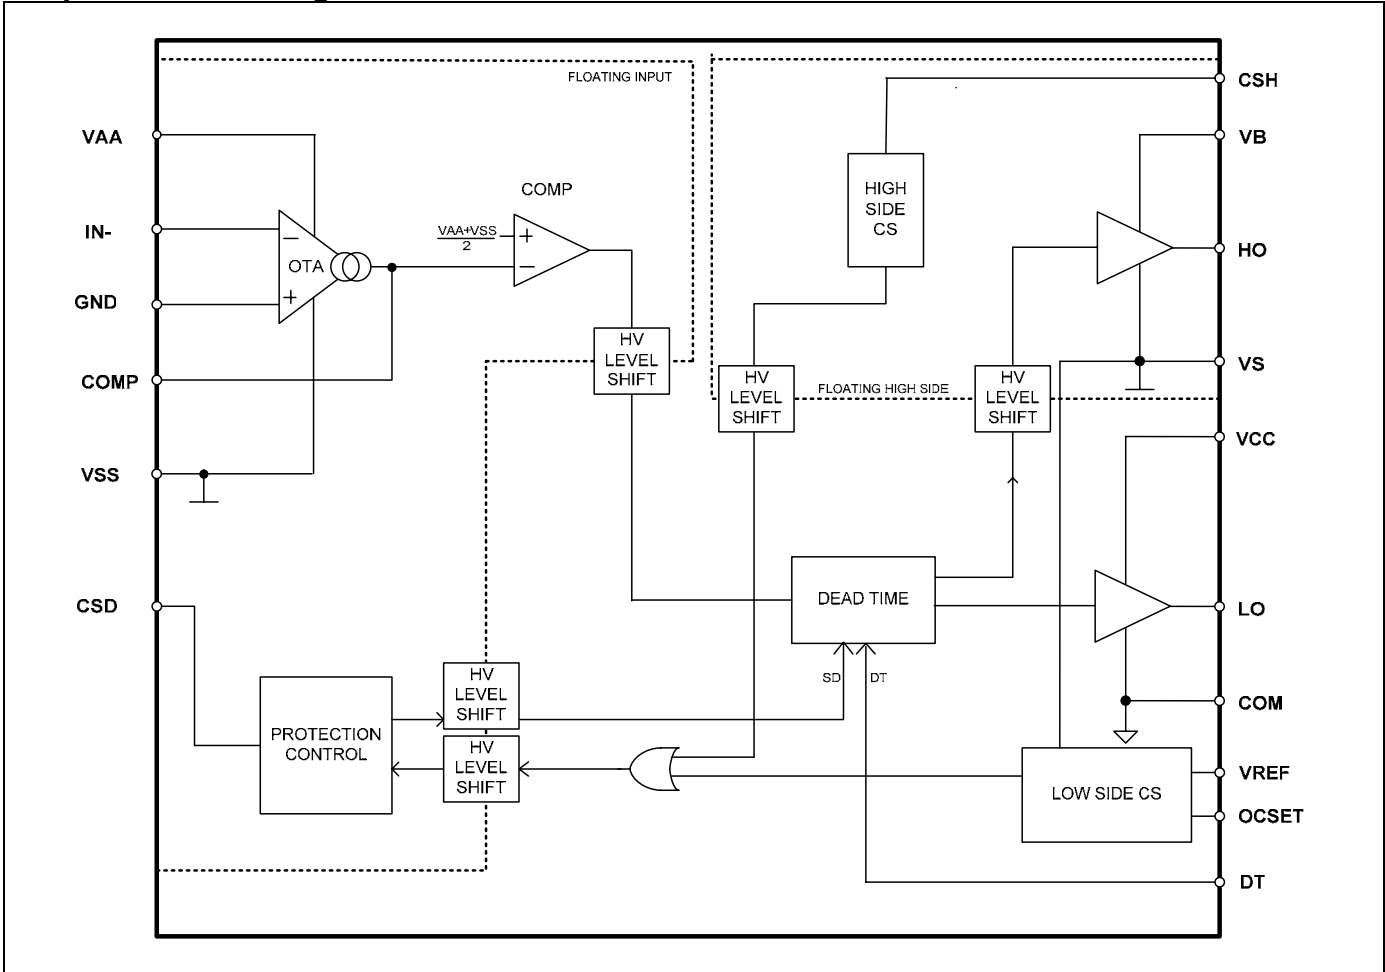 FLOATING INPUT
CSH
VAA
VB
HIGH
SIDE
CS
COMP
IN-
VAA+VSS
2
+
−
−
OTA
+
HO
GND
HV
LEVEL
SHIFT
COMP
VS
HV
LEVEL
SHIFT
FLOATING HIGH SIDE
HV
LEVEL
SHIFT
VCC
VSS
CSD
DEAD TIME
LO
SD
DT
HV
LEVEL
SHIFT
COM
PROTECTION
CONTROL
HV
LEVEL
SHIFT
LOW SIDE CS
VREF
OCSET
DT